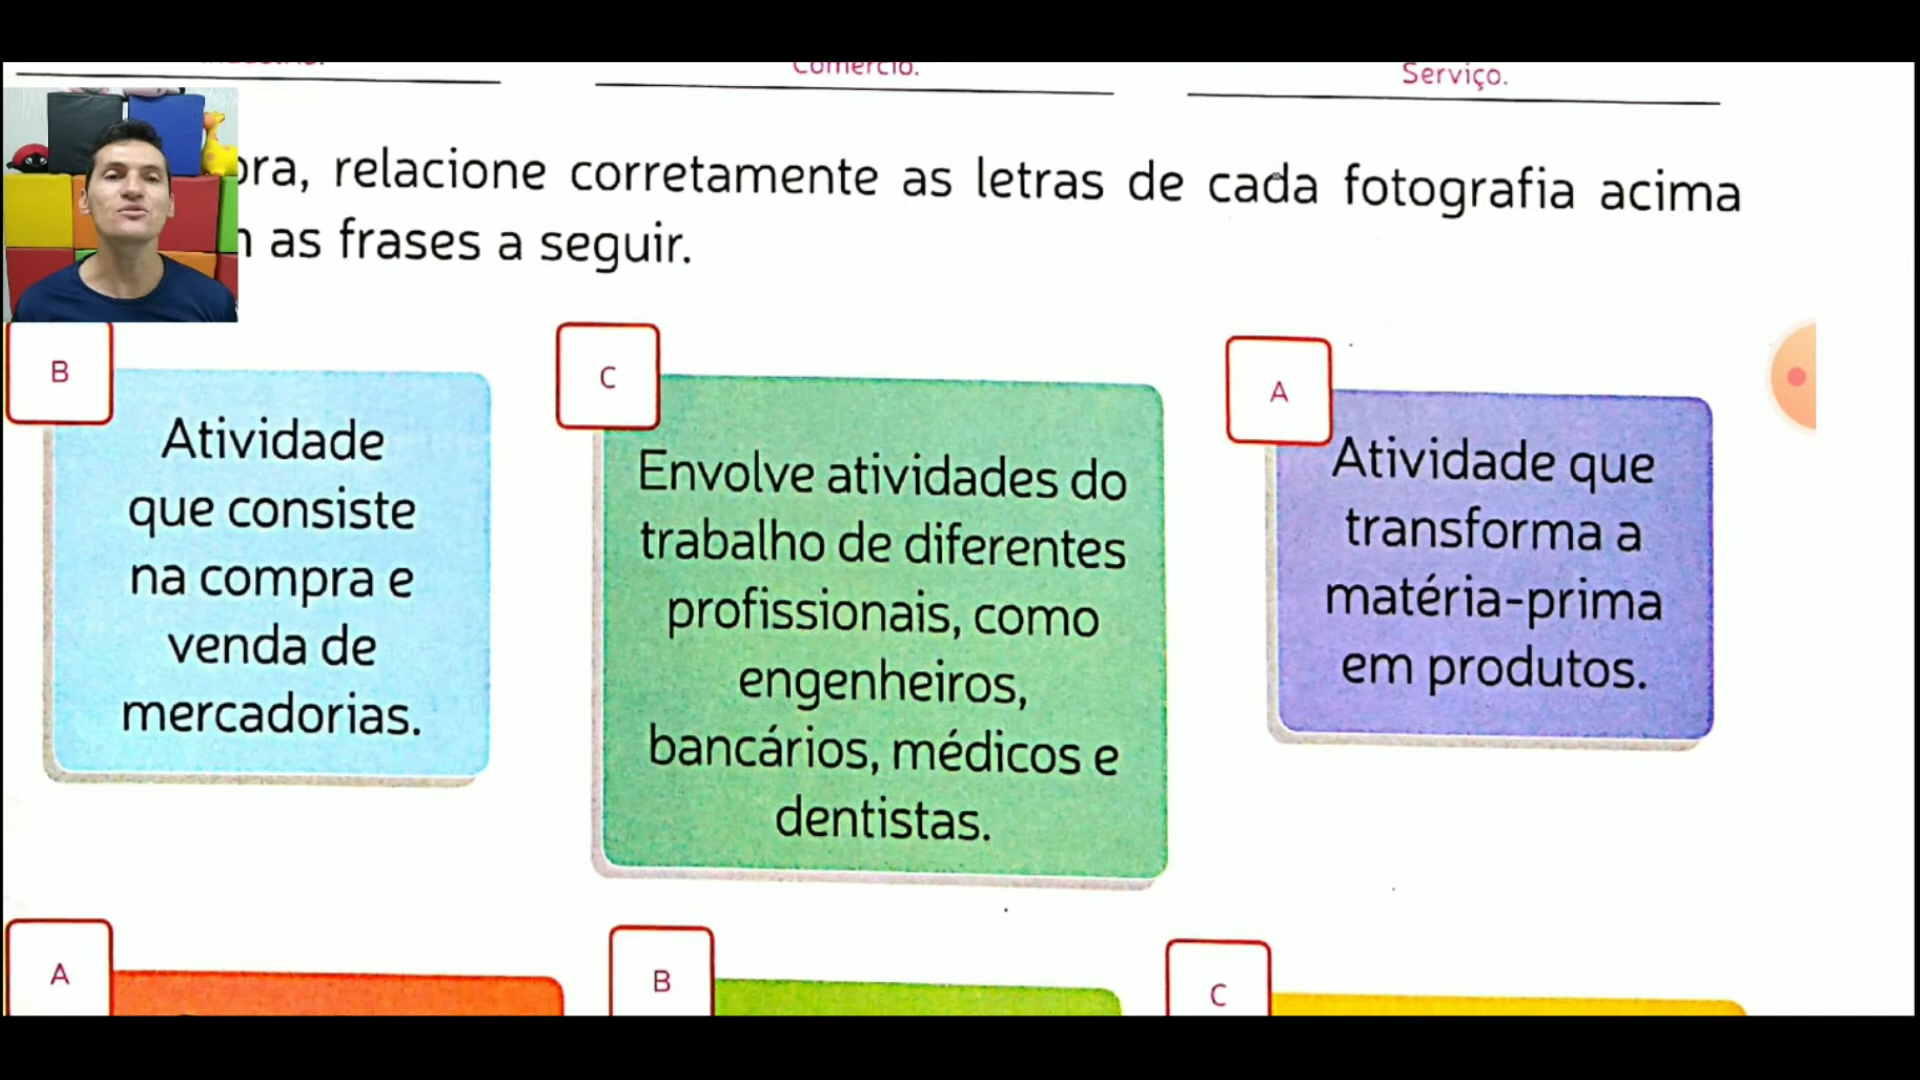 Comércio.
Serviço.
ora, relacione corretamente as letras de cada fotografia acima
as frases a seguir.
B
Atividade
que consiste
na compra e
venda de
mercadorias.
C
Envolve atividades do
trabalho de diferentes
profissionais, como
engenheiros,
bancários, médicos e
dentistas.
A
Atividade que
transforma a
matéria-prima
em produtos.
A
B
C